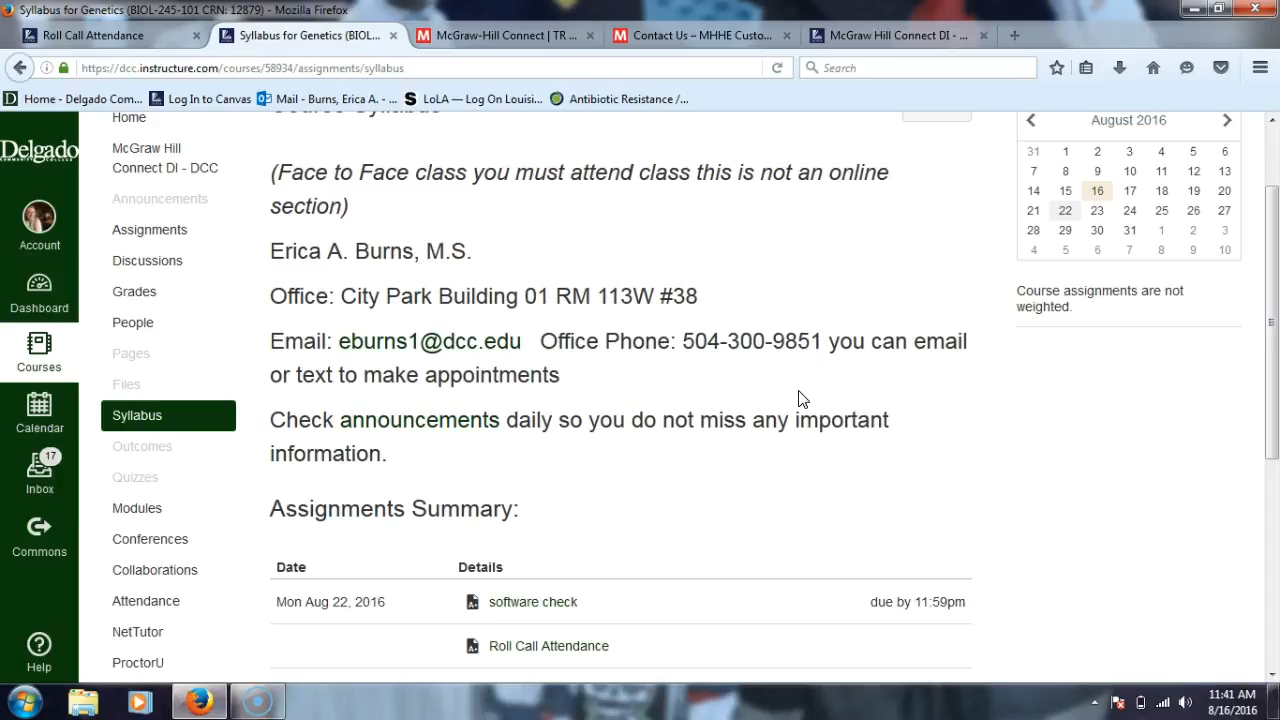 Syllabus for Genetics (BIOL-245-101 CRN: 12879) - Mozilla Firefox
Roll Call Attendance
Syllabus for Genetics (BIOL...
McGraw-Hill Connect | TR ...
Contact Us – MHHE Custo...
McGraw Hill Connect DI - ...
https://dcc.instructure.com/courses/58934/assignments/syllabus
Search
Home - Delgado Com...
Log In to Canvas
Mail - Burns, Erica A. - ...
LoLA — Log On Louisi...
Antibiotic Resistance /...
Delgado
Account
Dashboard
Courses
Calendar
17
Inbox
Commons
Help
Home
McGraw Hill
Connect DI - DCC
Announcements
Assignments
Discussions
Grades
People
Pages
Files
Syllabus
Outcomes
Quizzes
Modules
Conferences
Collaborations
Attendance
NetTutor
ProctorU
Course Syllabus
(Face to Face class you must attend class this is not an online
section)
Erica A. Burns, M.S.
Office: City Park Building 01 RM 113W #38
Email: eburns1@dcc.edu Office Phone: 504-300-9851 you can email
or text to make appointments
Check announcements daily so you do not miss any important
information.
Assignments Summary:
Date Details
Mon Aug 22, 2016 software check due by 11:59pm
Roll Call Attendance
August 2016
31 1 2 3 4 5 6
7 8 9 10 11 12 13
14 15 16 17 18 19 20
21 22 23 24 25 26 27
28 29 30 31 1 2 3
4 5 6 7 8 9 10
Course assignments are not
weighted.
11:41 AM
8/16/2016